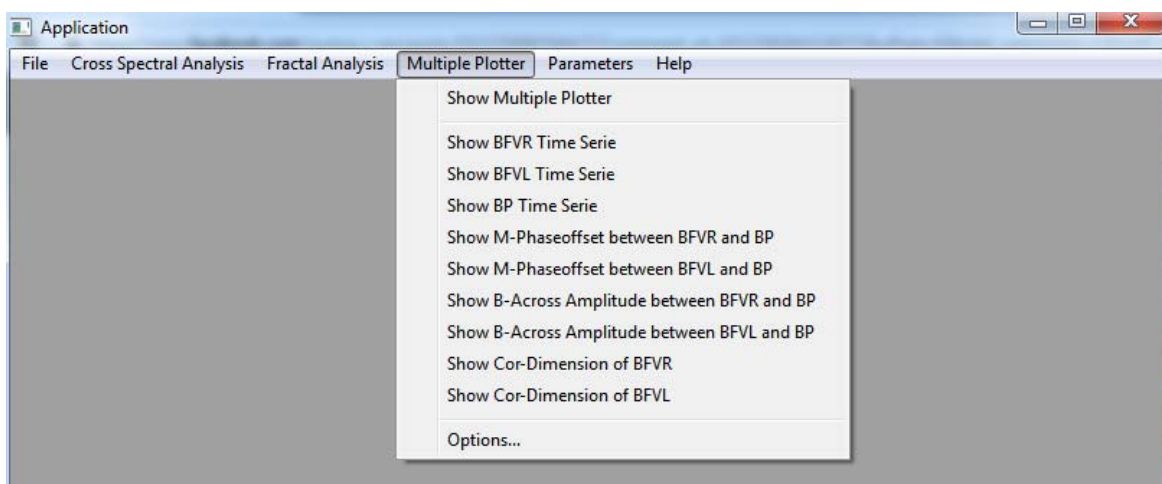 Application
File Cross Spectral Analysis Fractal Analysis Multiple Plotter Parameters Help
Show Multiple Plotter
Show BFVR Time Serie
Show BFVL Time Serie
Show BP Time Serie
Show M-Phaseoffset between BFVR and BP
Show M-Phaseoffset between BFVL and BP
Show B-Across Amplitude between BFVR and BP
Show B-Across Amplitude between BFVL and BP
Show Cor-Dimension of BFVR
Show Cor-Dimension of BFVL
Options...